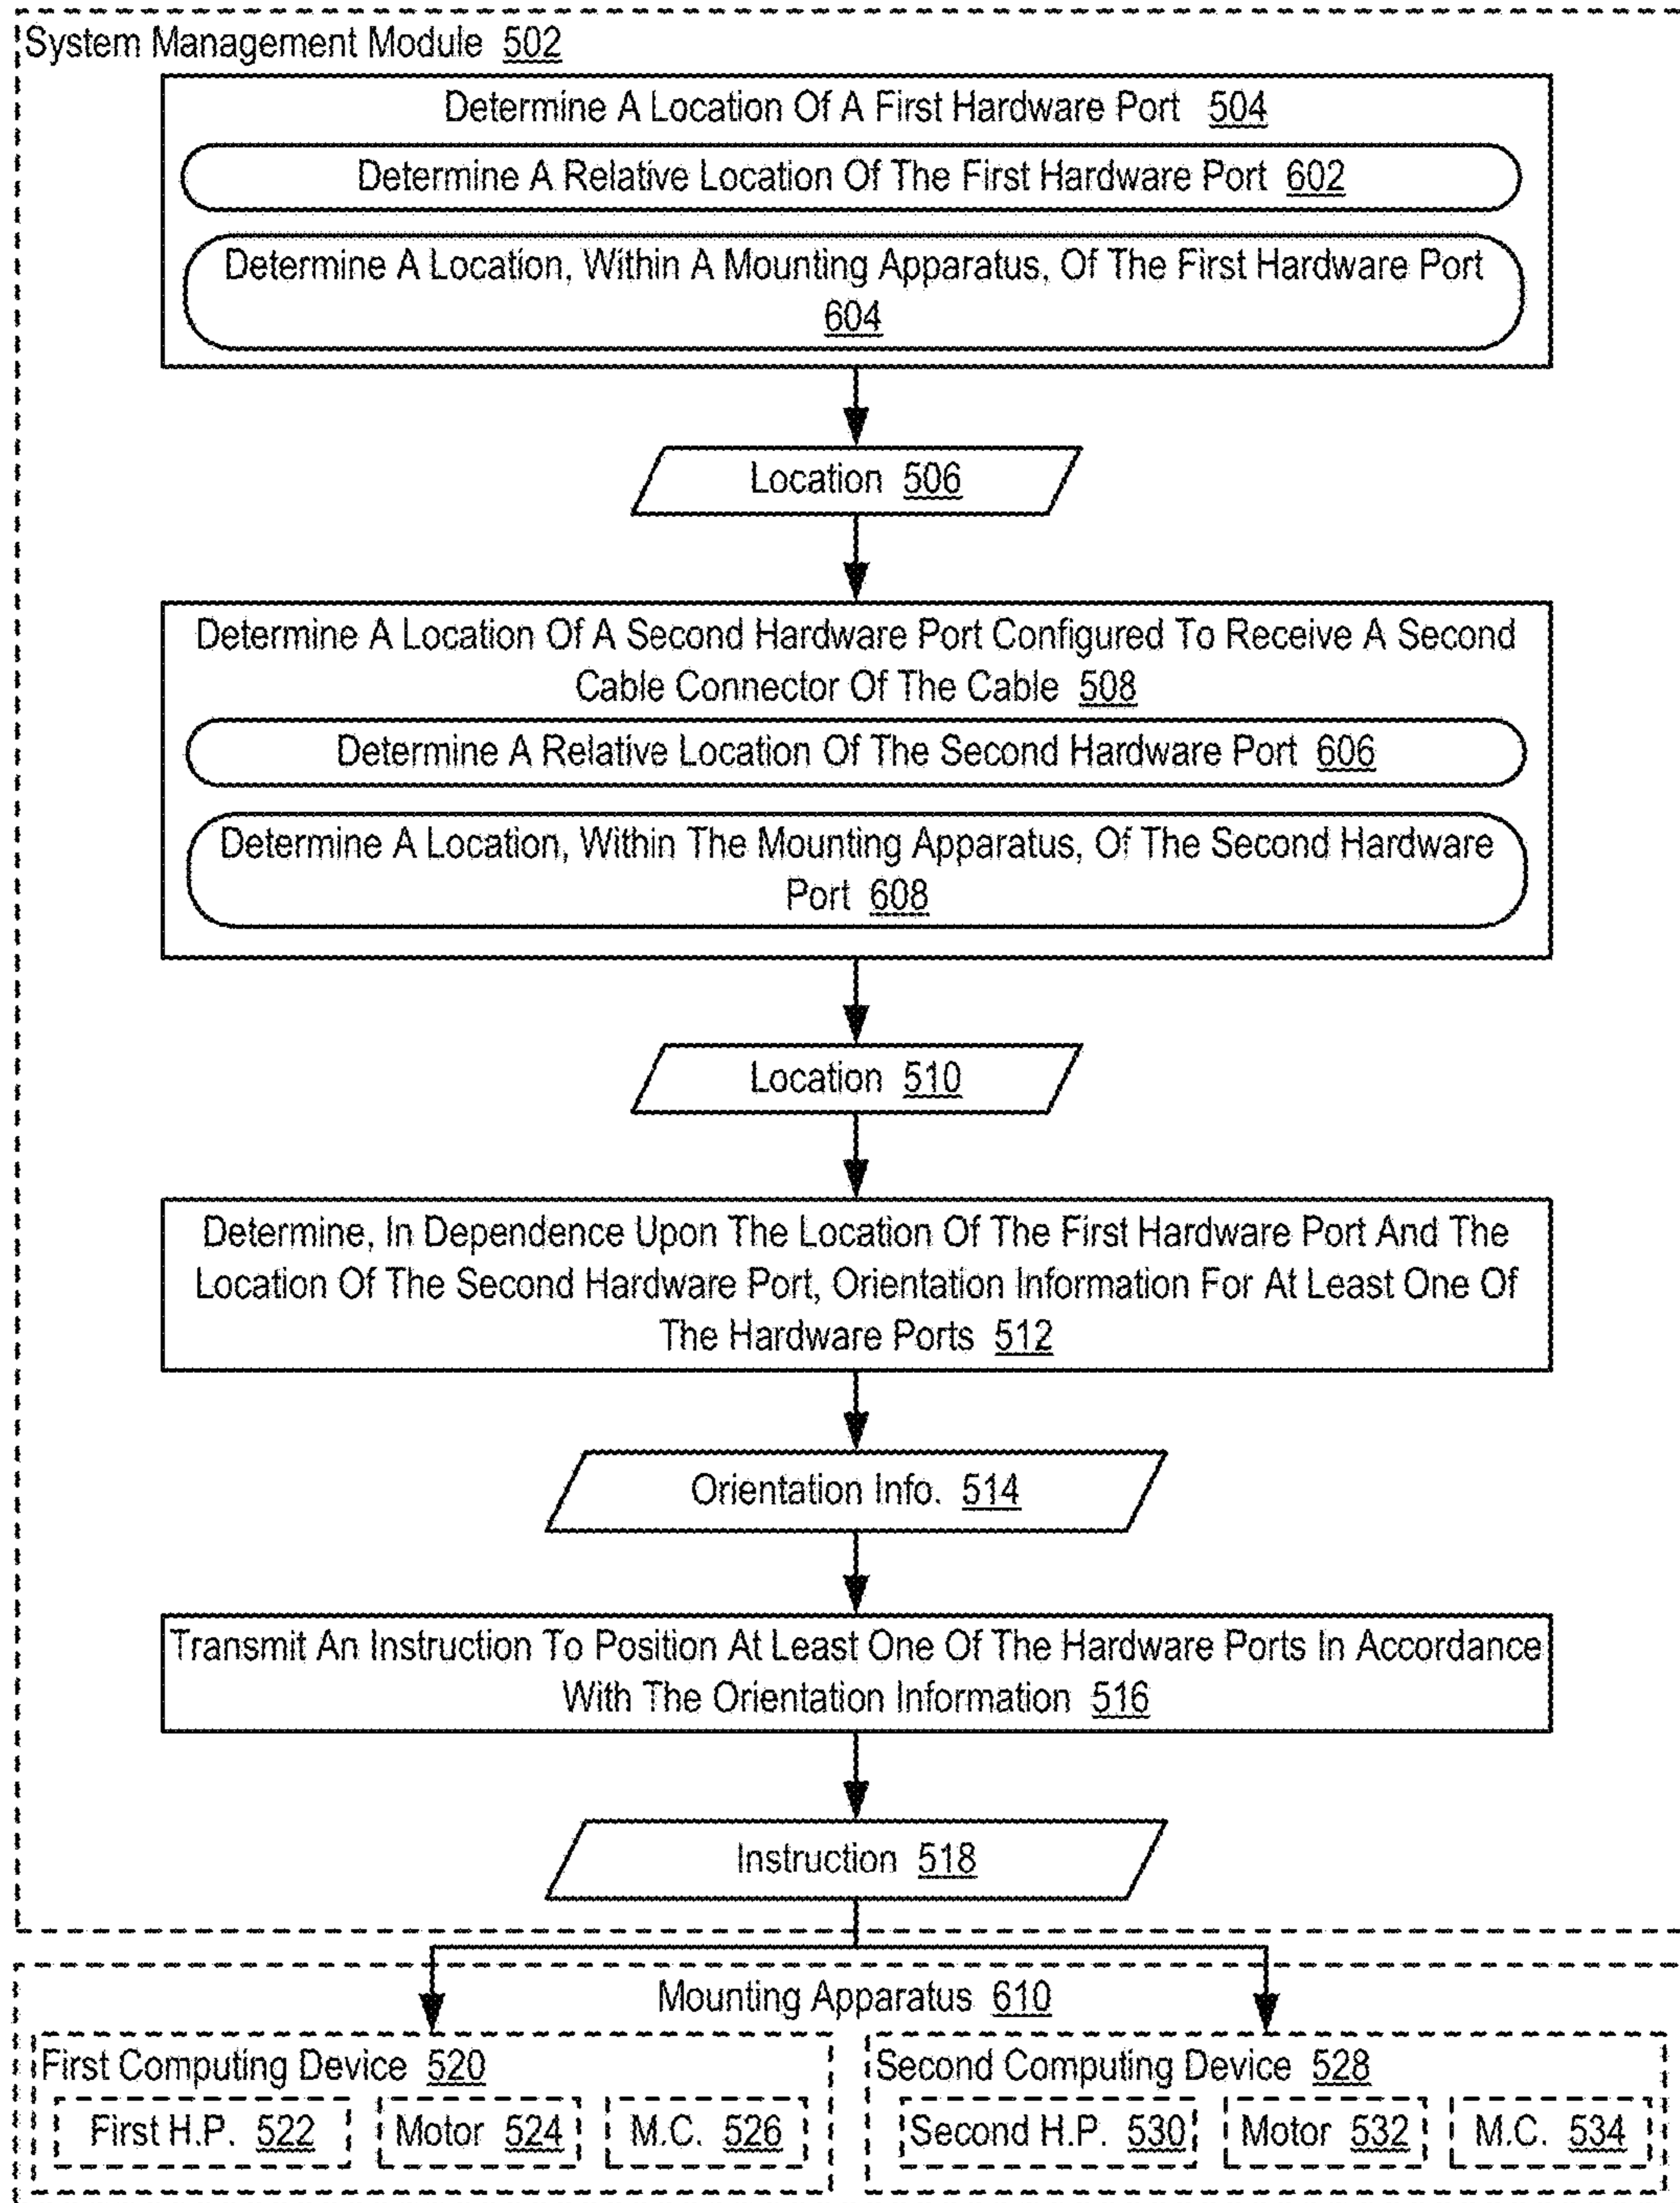 System Management Module 502
Determine A Location Of A First Hardware Port 504
Determine A Relative Location Of The First Hardware Port 602
Determine A Location, Within A Mounting Apparatus, Of The First Hardware Port
604
Location 506
Determine A Location Of A Second Hardware Port Configured To Receive A Second
Cable Connector Of The Cable 508
Determine A Relative Location Of The Second Hardware Port 606
Determine A Location, Within The Mounting Apparatus, Of The Second Hardware
Port 608
Location 510
Determine, In Dependence Upon The Location Of The First Hardware Port And The
Location Of The Second Hardware Port, Orientation Information For At Least One Of
The Hardware Ports 512
Orientation Info. 514
Transmit An Instruction To Position At Least One Of The Hardware Ports In Accordance
With The Orientation Information 516
Instruction 518
Mounting Apparatus 610
First Computing Device 520
First H.P. 522
Motor 524
M.C. 526
Second Computing Device 528
Second H.P. 530
Motor 532
M.C. 534